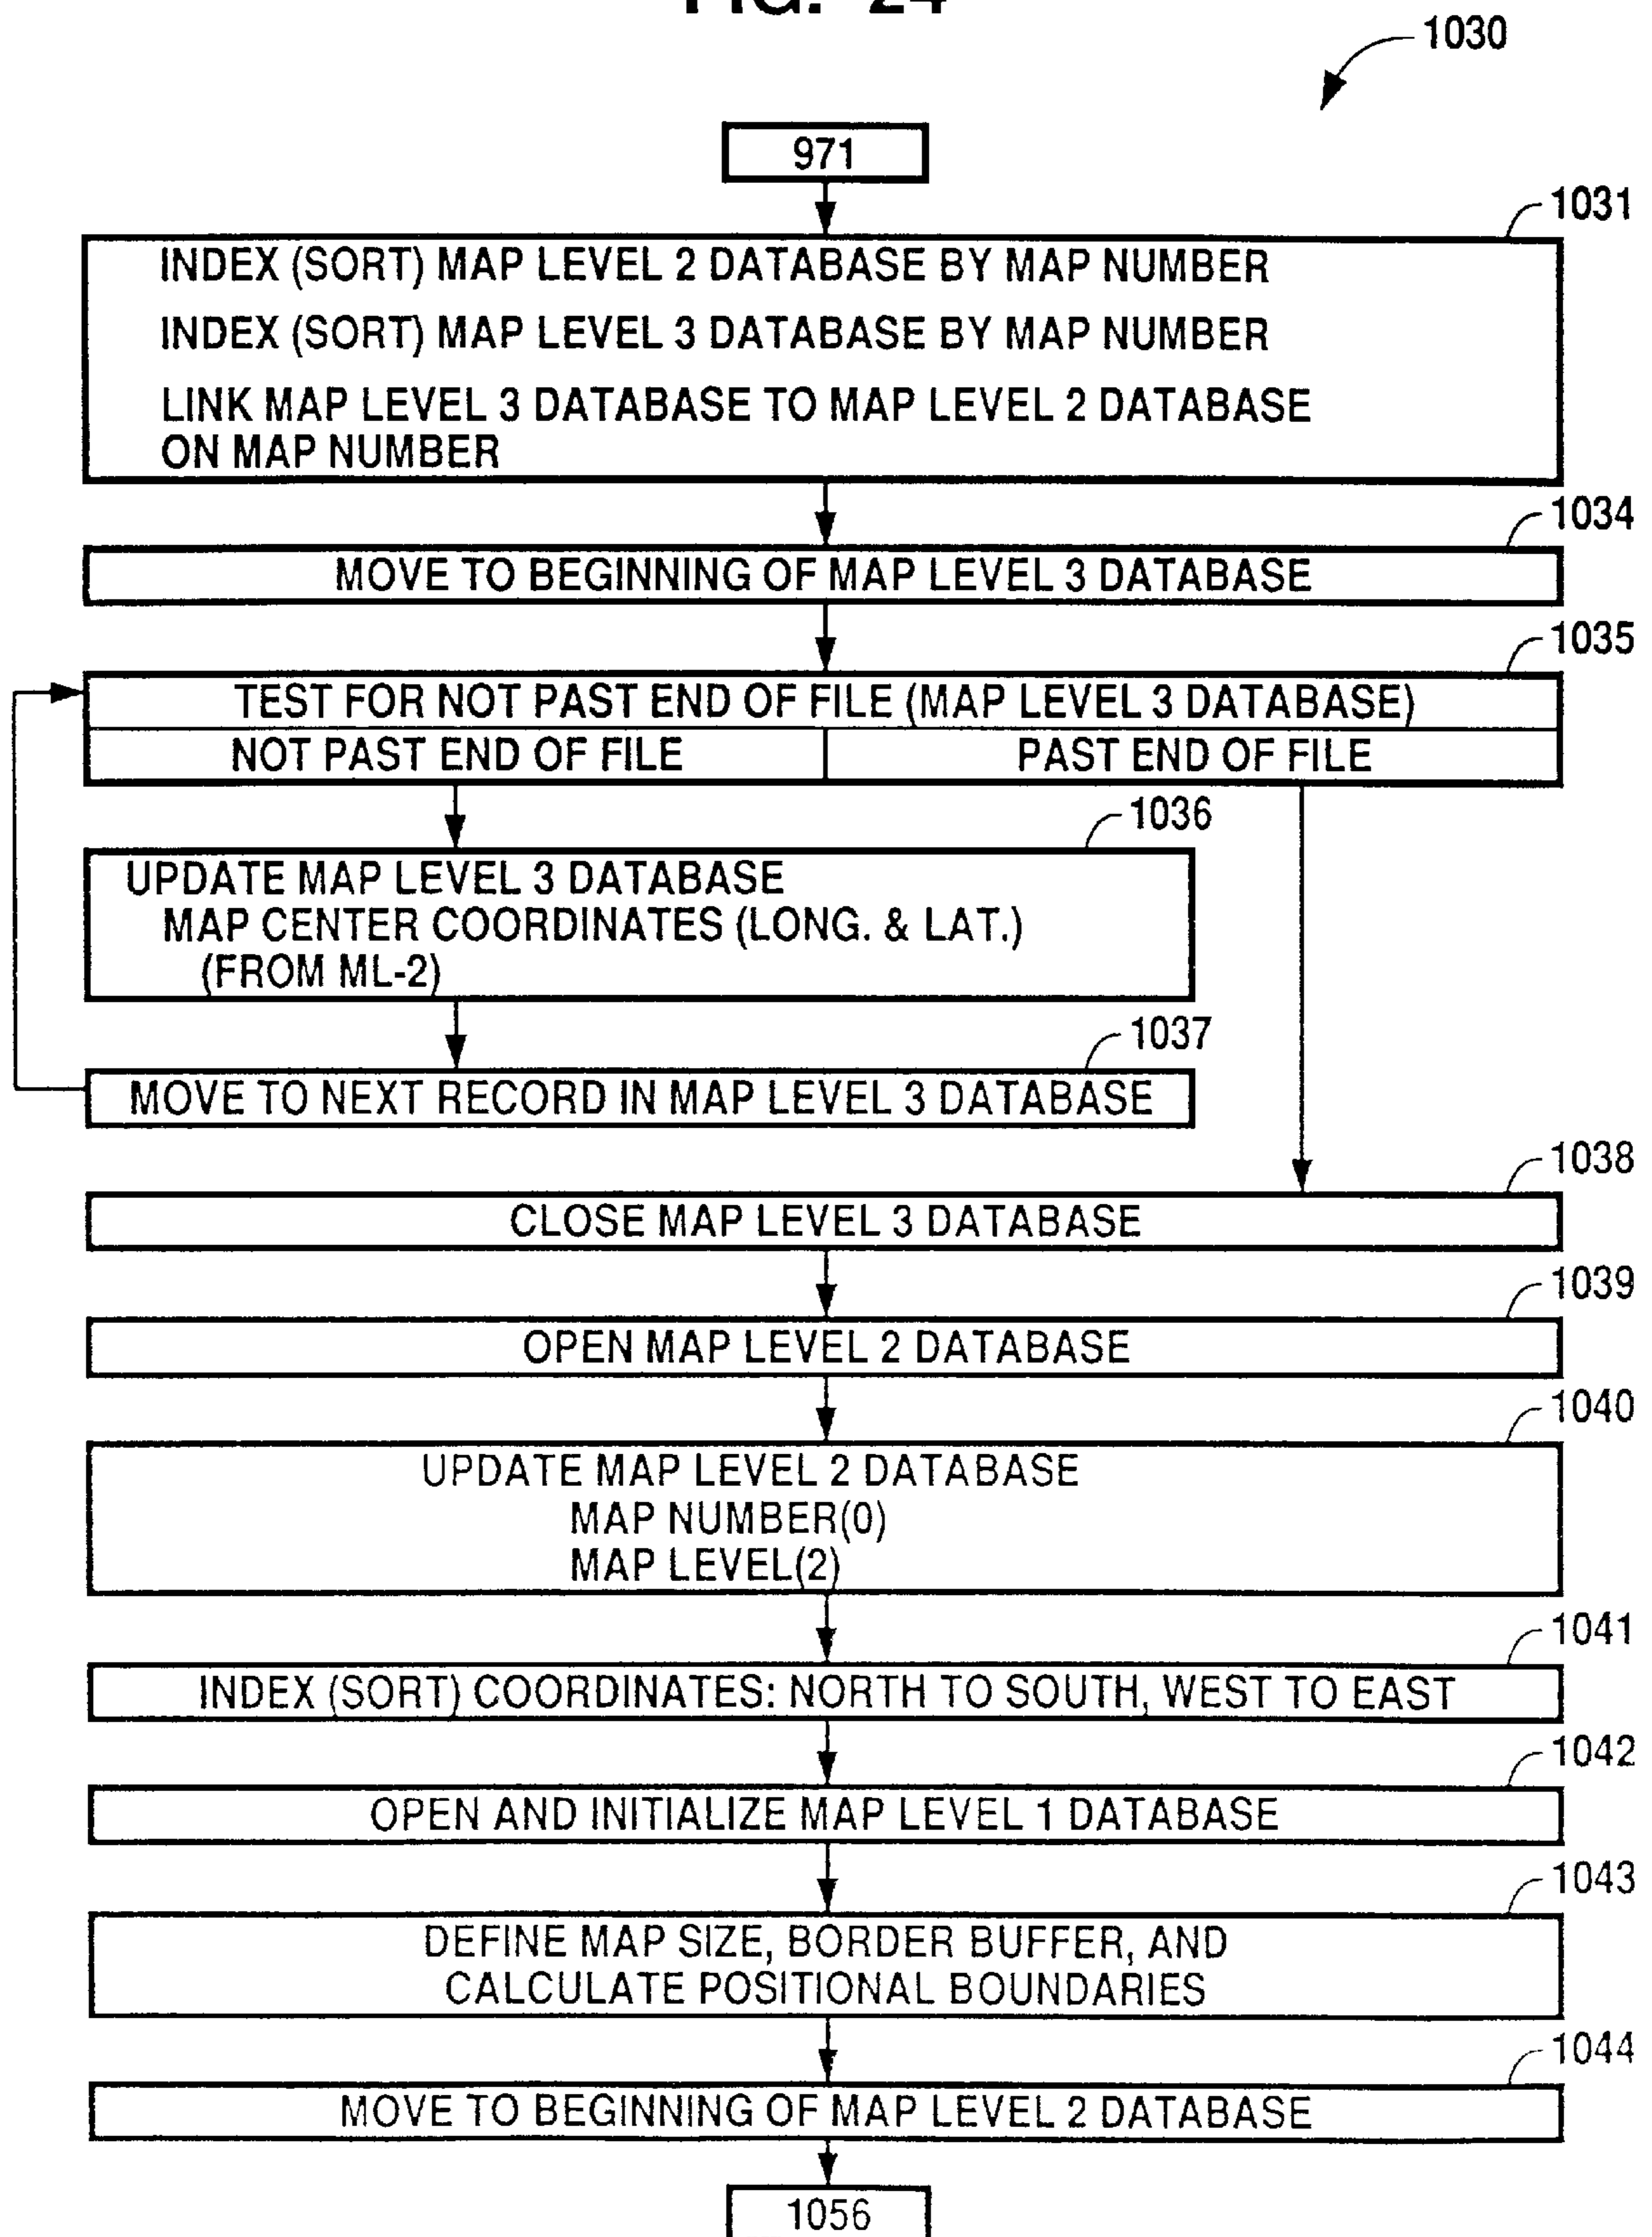 FIG. 24
1030
971
1031
INDEX (SORT) MAP LEVEL 2 DATABASE BY MAP NUMBER
INDEX (SORT) MAP LEVEL 3 DATABASE BY MAP NUMBER
LINK MAP LEVEL 3 DATABASE TO MAP LEVEL 2 DATABASE
ON MAP NUMBER
1034
MOVE TO BEGINNING OF MAP LEVEL 3 DATABASE
1035
TEST FOR NOT PAST END OF FILE (MAP LEVEL 3 DATABASE)
NOT PAST END OF FILE
PAST END OF FILE
1036
UPDATE MAP LEVEL 3 DATABASE
MAP CENTER COORDINATES (LONG. & LAT.)
(FROM ML-2)
1037
MOVE TO NEXT RECORD IN MAP LEVEL 3 DATABASE
1038
CLOSE MAP LEVEL 3 DATABASE
1039
OPEN MAP LEVEL 2 DATABASE
1040
UPDATE MAP LEVEL 2 DATABASE
MAP NUMBER(0)
MAP LEVEL(2)
1041
INDEX (SORT) COORDINATES: NORTH TO SOUTH, WEST TO EAST
1042
OPEN AND INITIALIZE MAP LEVEL 1 DATABASE
1043
DEFINE MAP SIZE, BORDER BUFFER, AND
CALCULATE POSITIONAL BOUNDARIES
1044
MOVE TO BEGINNING OF MAP LEVEL 2 DATABASE
1056